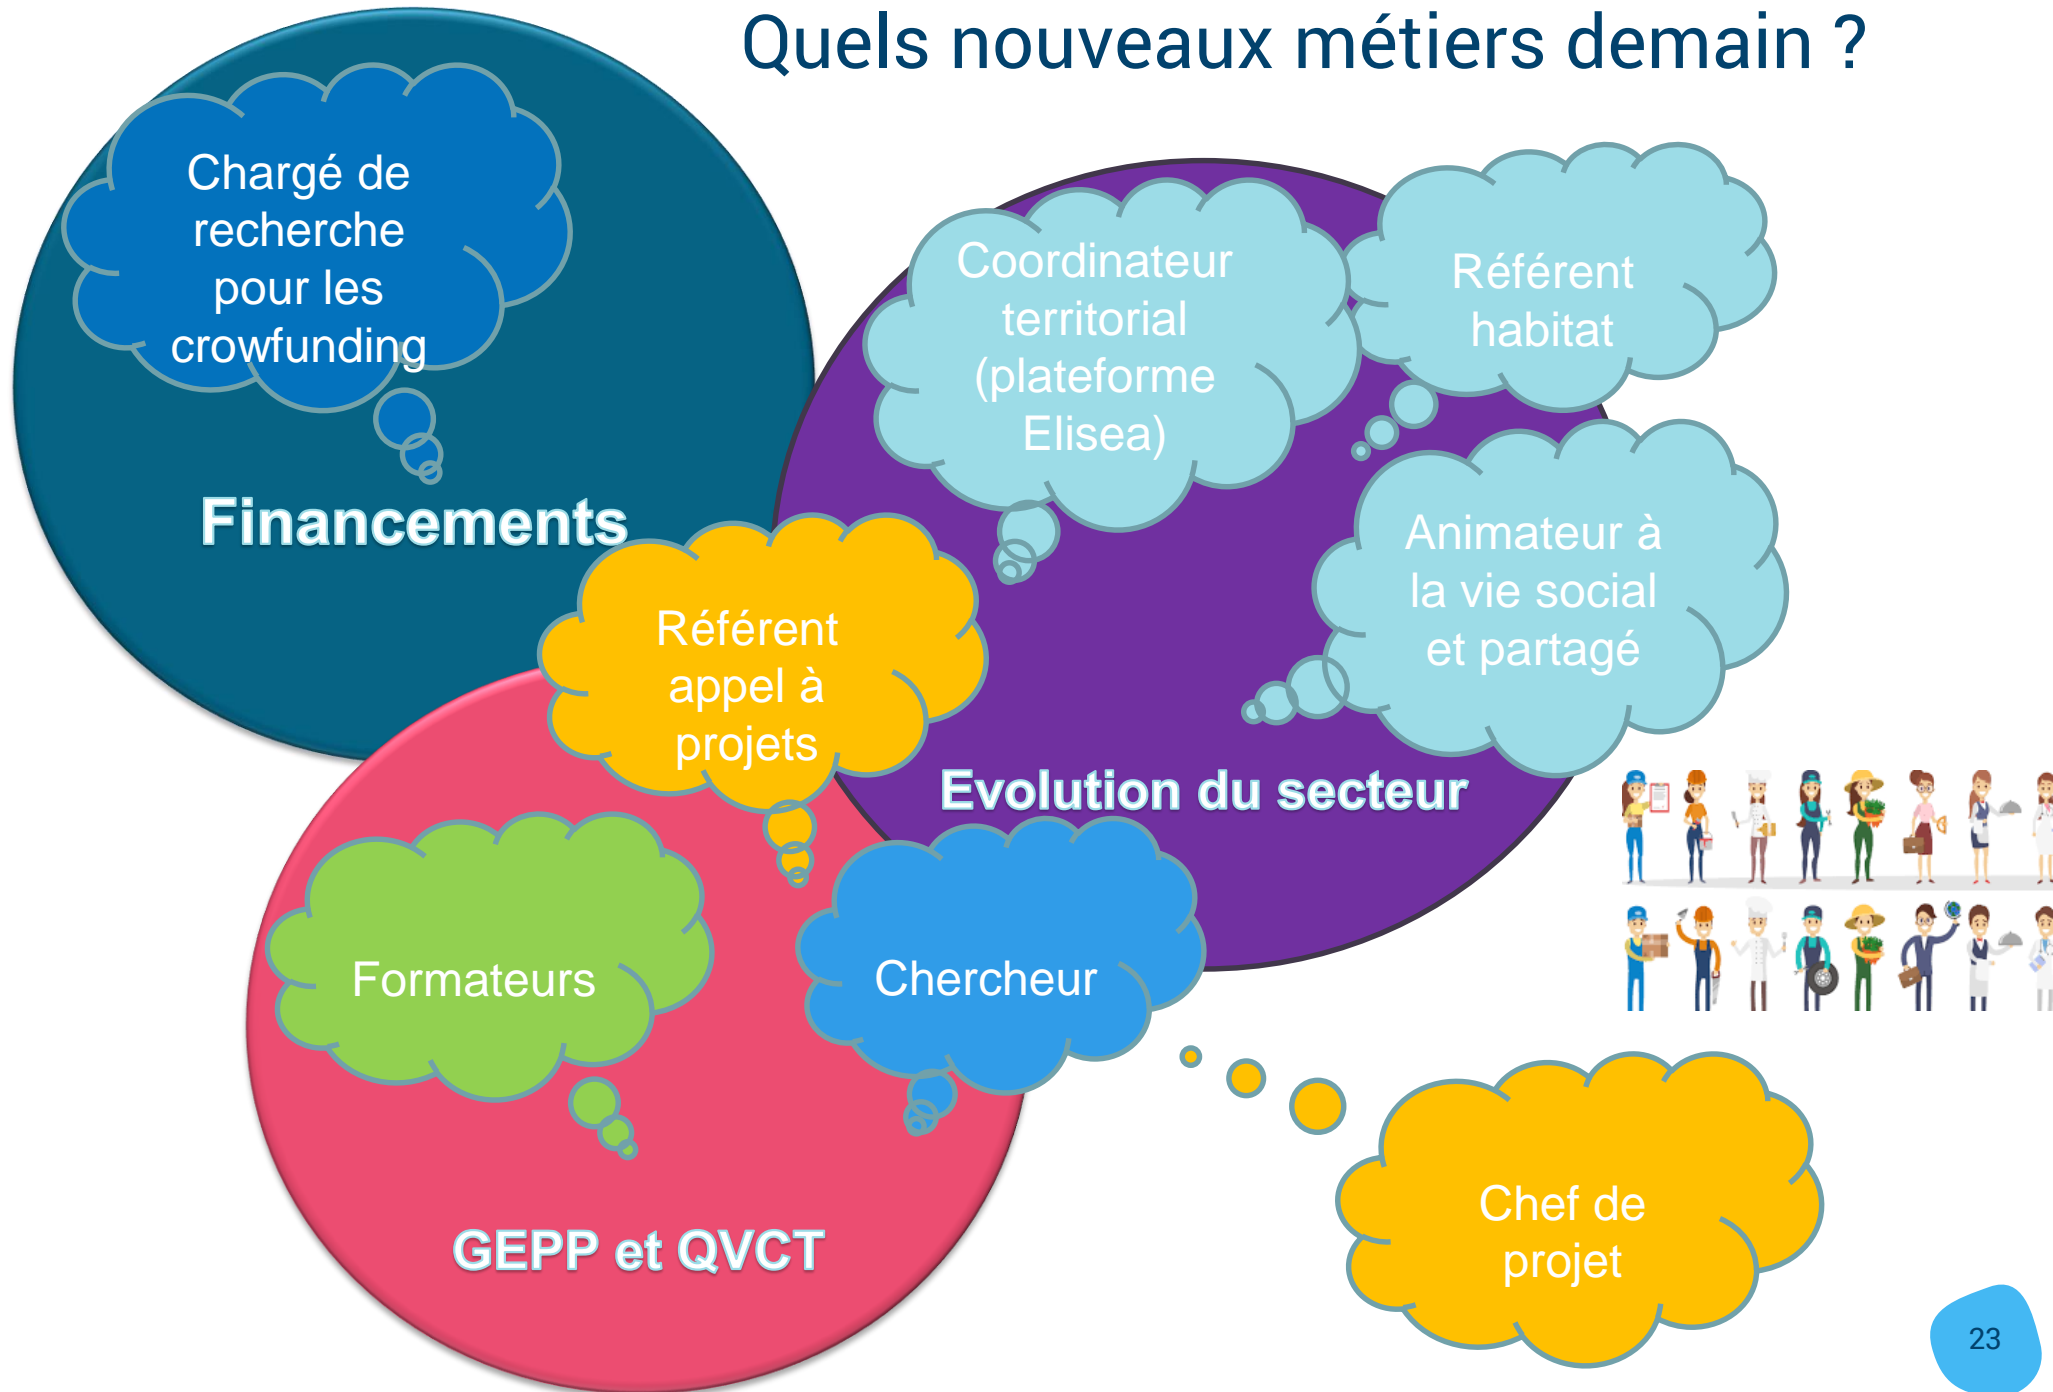 Quels nouveaux métiers demain ?
Chargé de
recherche
pour les
crowfunding
Financements
Coordinateur
territorial
(plateforme
Elisea)
Référent
habitat
Animateur à
la vie social
et partagé
Référent
appel à
projets
Evolution du secteur
Formateurs
Chercheur
GEPP et QVCT
Chef de
projet
23